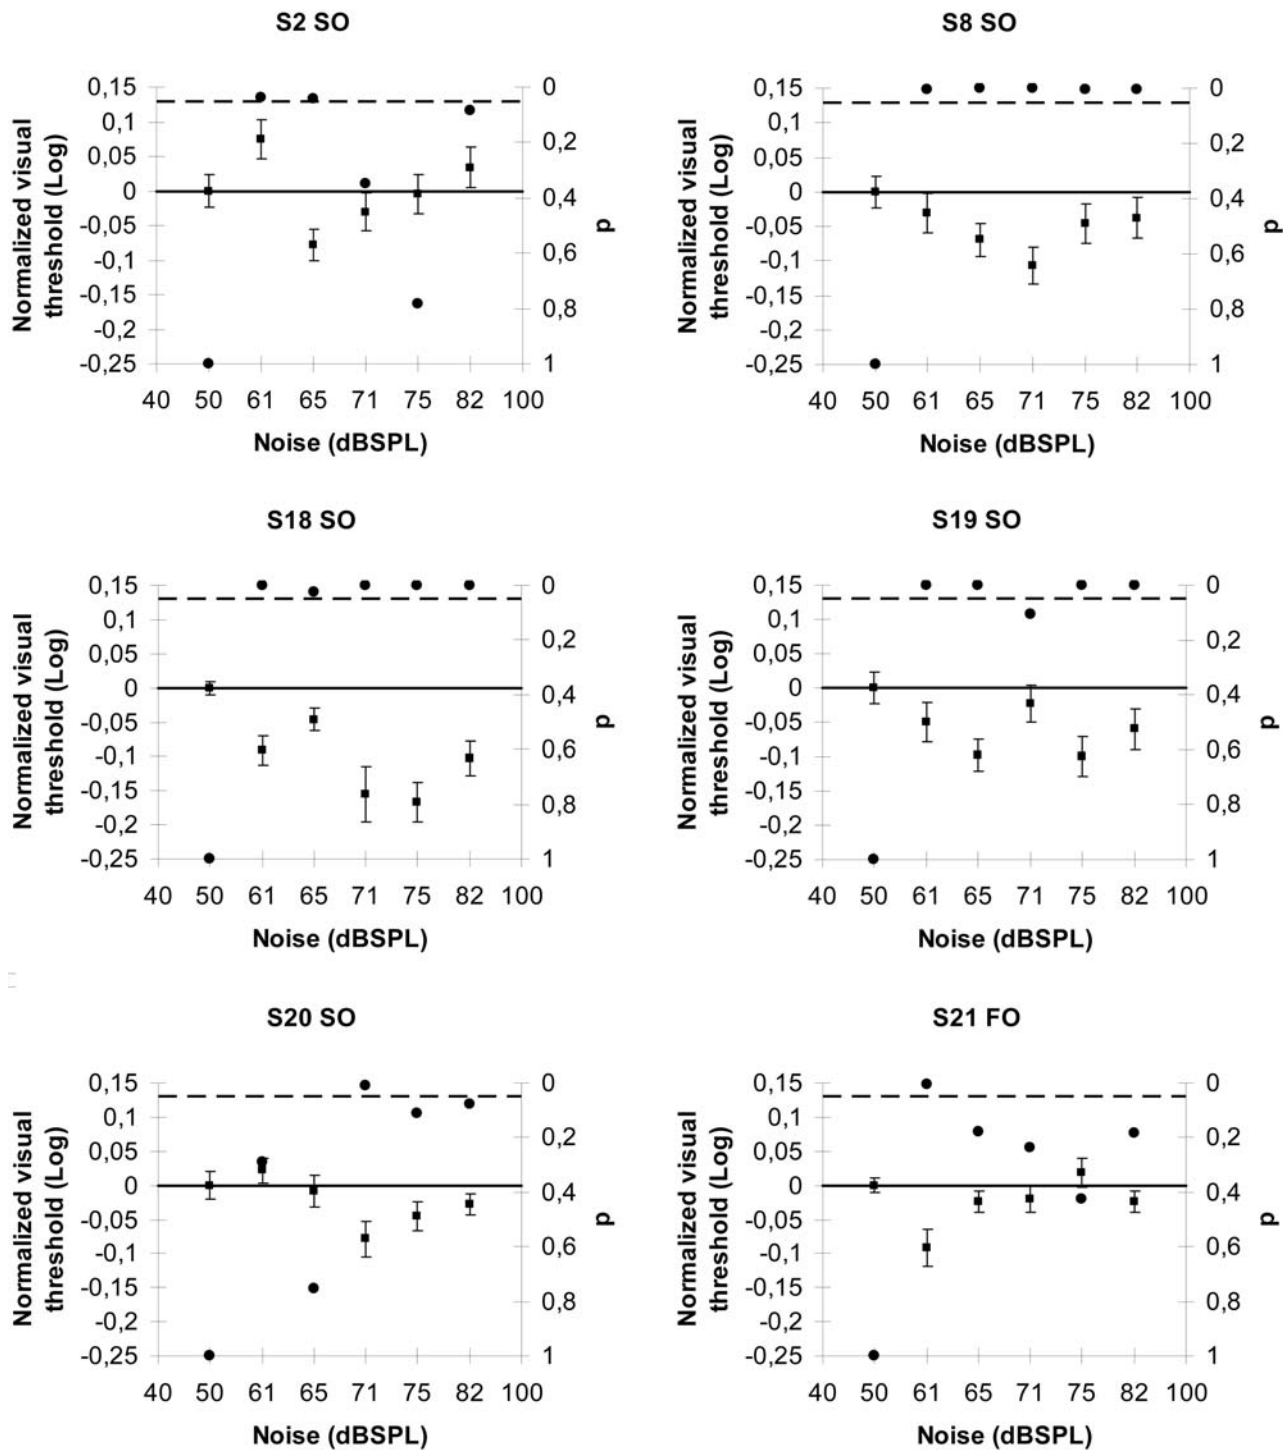 S2 SO
Normalized visual
threshold (Log)
0,15
0,1
0,05
0
-0,05
-0,1
-0,15
-0,2
-0,25
0
0,2
0,4
0,6
0,8
1
p
40 50 61 65 71 75 82 100
Noise (dBSPL)
S8 SO
Normalized visual
threshold (Log)
0,15
0,1
0,05
0
-0,05
-0,1
-0,15
-0,2
-0,25
0
0,2
0,4
0,6
0,8
1
p
40 50 61 65 71 75 82 100
Noise (dBSPL)
S18 SO
Normalized visual
threshold (Log)
0,15
0,1
0,05
0
-0,05
-0,1
-0,15
-0,2
-0,25
0
0,2
0,4
0,6
0,8
1
p
40 50 61 65 71 75 82 100
Noise (dBSPL)
S19 SO
Normalized visual
threshold (Log)
0,15
0,1
0,05
0
-0,05
-0,1
-0,15
-0,2
-0,25
0
0,2
0,4
0,6
0,8
1
p
40 50 61 65 71 75 82 100
Noise (dBSPL)
S20 SO
Normalized visual
threshold (Log)
0,15
0,1
0,05
0
-0,05
-0,1
-0,15
-0,2
-0,25
0
0,2
0,4
0,6
0,8
1
p
40 50 61 65 71 75 82 100
Noise (dBSPL)
S21 FO
Normalized visual
threshold (Log)
0,15
0,1
0,05
0
-0,05
-0,1
-0,15
-0,2
-0,25
0
0,2
0,4
0,6
0,8
1
p
40 50 61 65 71 75 82 100
Noise (dBSPL)